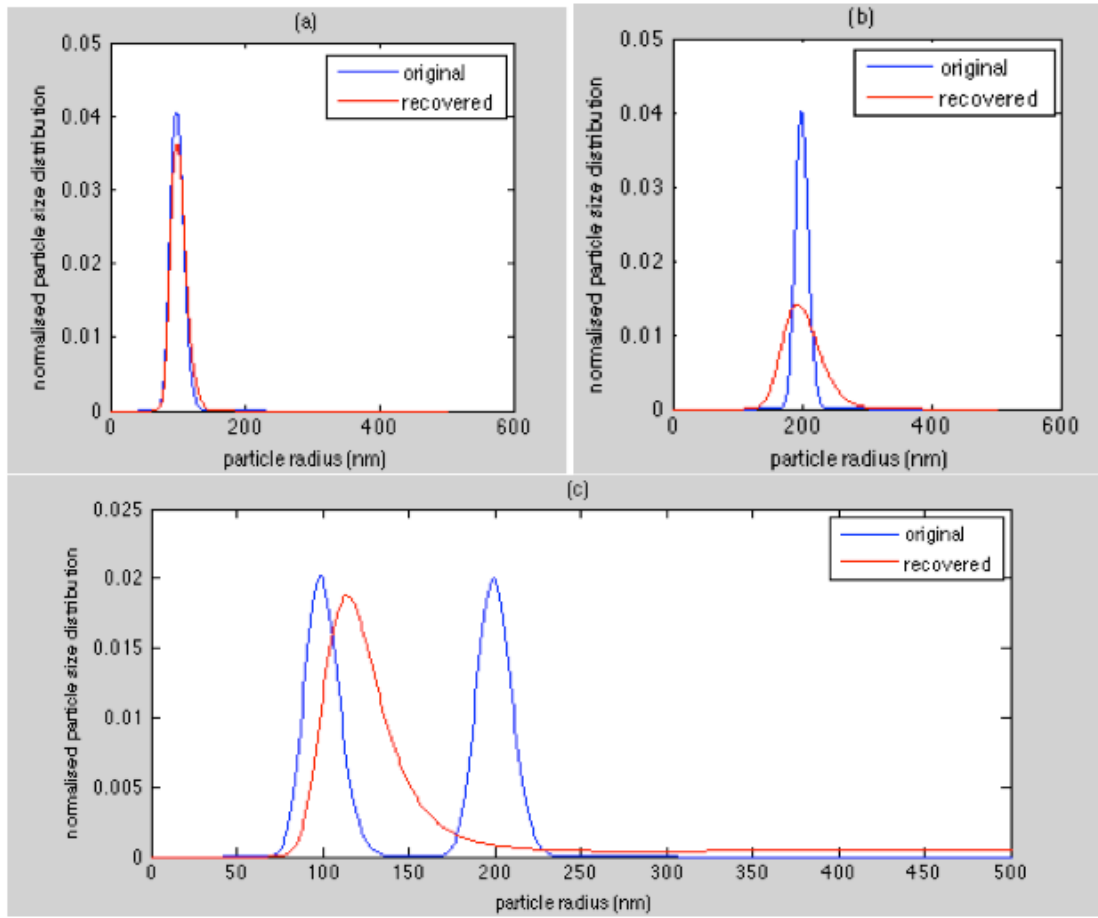 (a)
0.05
0.04
0.03
0.02
0.01
0
normalised particle size distribution
original
recovered
0 200 400 600
particle radius (nm)
(b)
0.05
0.04
0.03
0.02
0.01
0
normalised particle size distribution
original
recovered
0 200 400 600
particle radius (nm)
(c)
0.025
0.02
0.015
0.01
0.005
0
normalised particle size distribution
original
recovered
0 50 100 150 200 250 300 350 400 450 500
particle radius (nm)